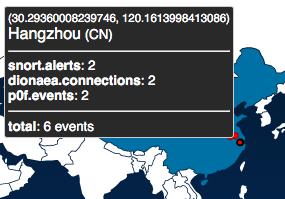 (30.29360008239746, 120.1613998413086)
Hangzhou (CN)
snort.alerts: 2
dionaea.connections: 2
p0f.events: 2
total: 6 events